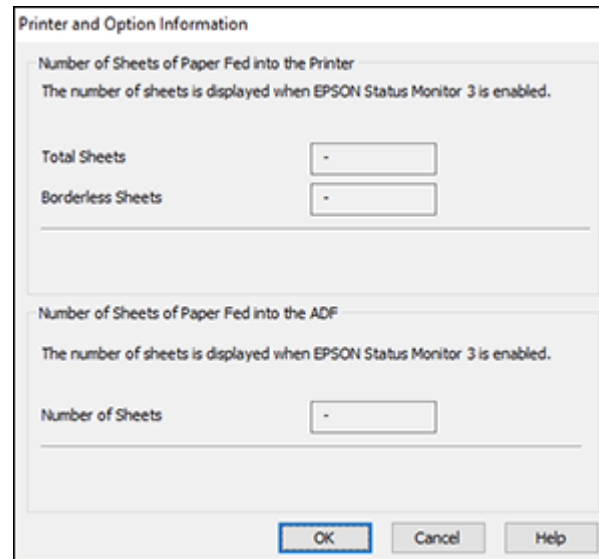 Printer and Option Information
Number of Sheets of Paper Fed into the Printer
The number of sheets is displayed when EPSON Status Monitor 3 is enabled.
Total Sheets -
Borderless Sheets -
Number of Sheets of Paper Fed into the ADF
The number of sheets is displayed when EPSON Status Monitor 3 is enabled.
Number of Sheets -
OK Cancel Help